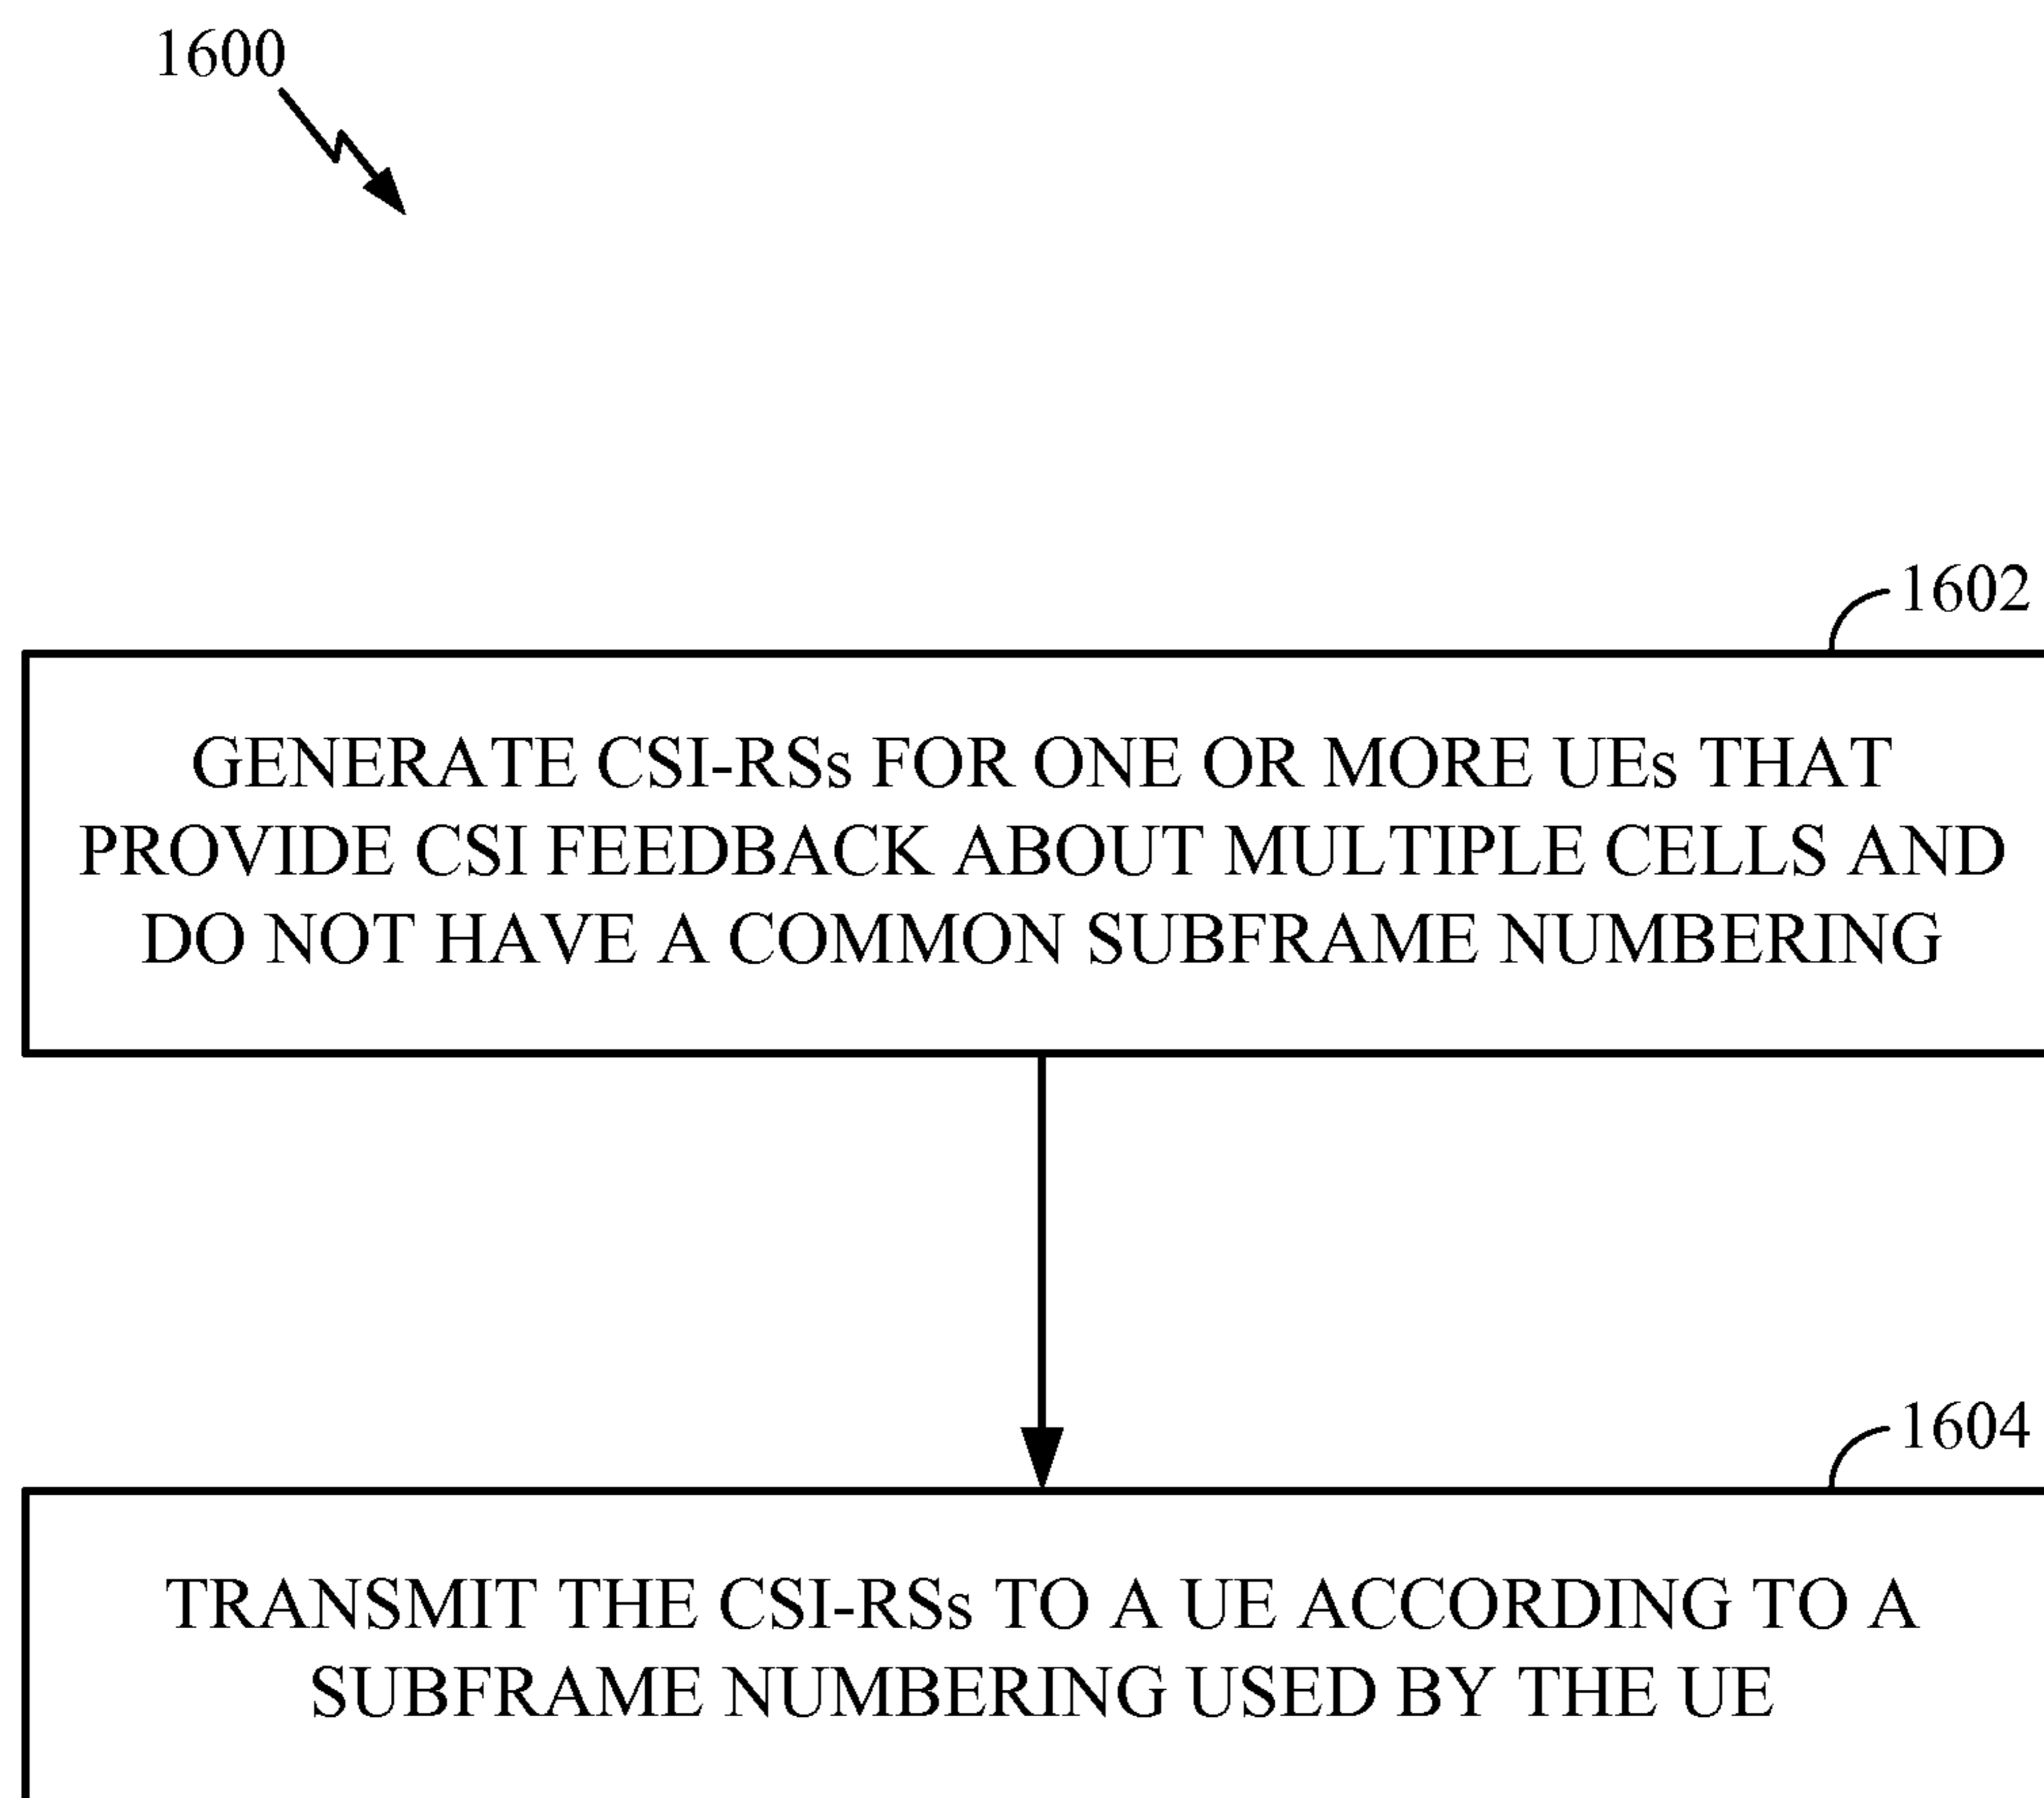 1600
1602
GENERATE CSI-RSs FOR ONE OR MORE UEs THAT
PROVIDE CSI FEEDBACK ABOUT MULTIPLE CELLS AND
DO NOT HAVE A COMMON SUBFRAME NUMBERING
1604
TRANSMIT THE CSI-RSs TO A UE ACCORDING TO A
SUBFRAME NUMBERING USED BY THE UE